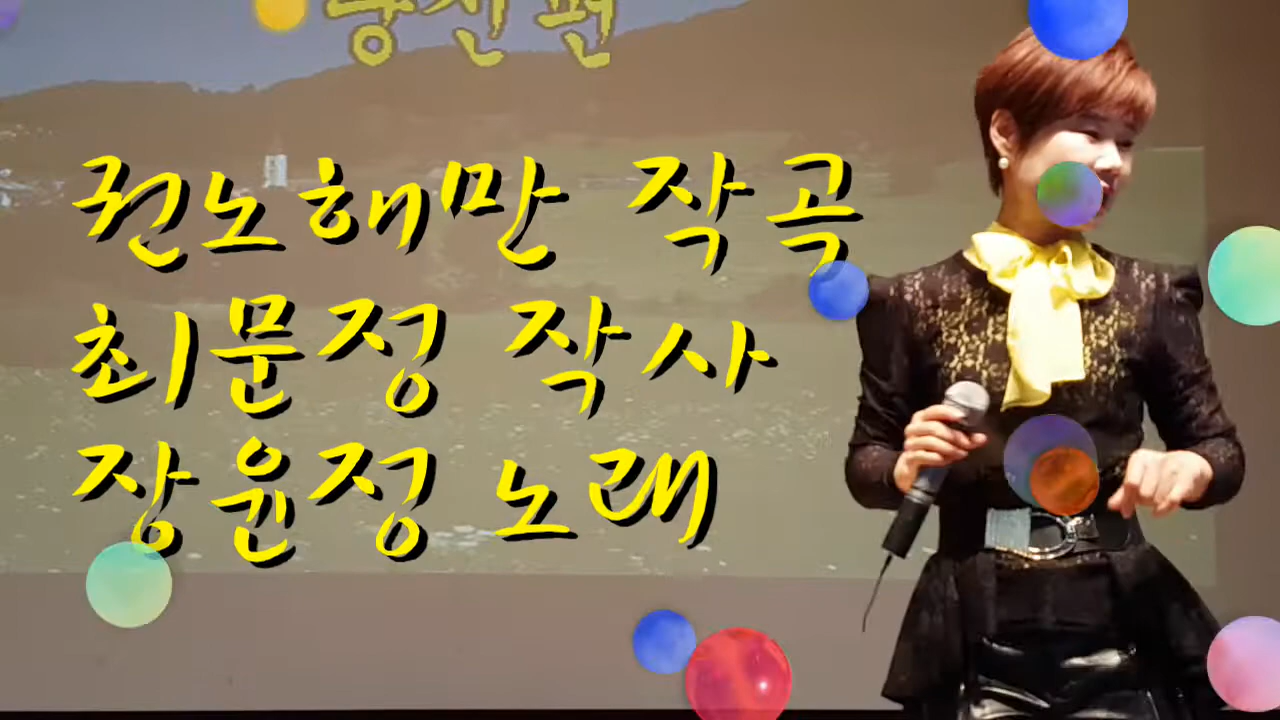 권노해만 작곡
최문정 작사
장윤정 노래